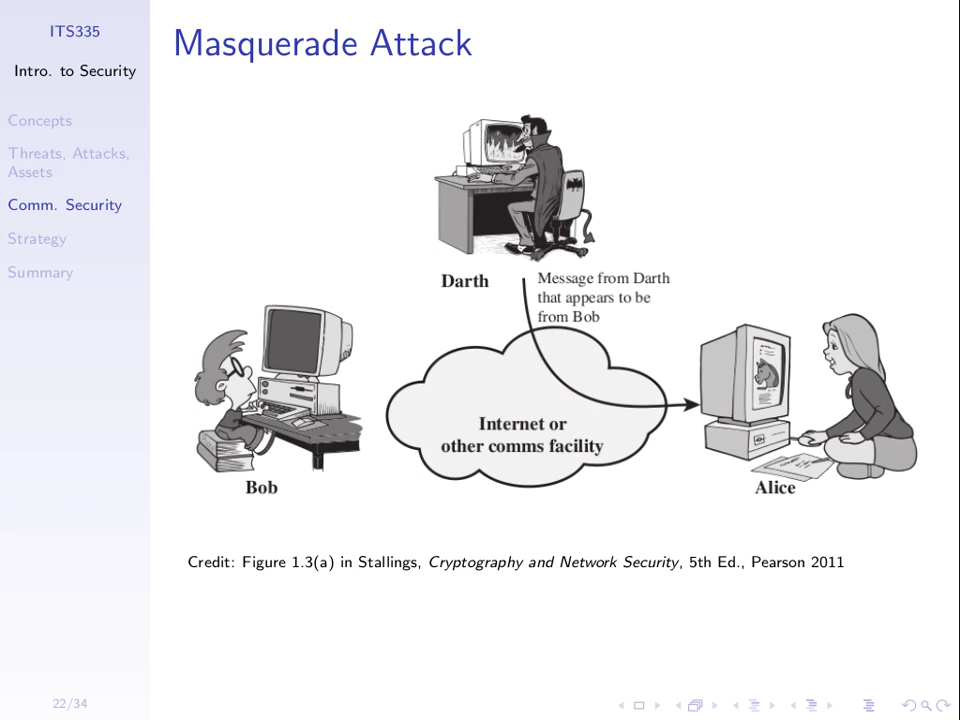 ITS335
Intro. to Security
Concepts
Threats, Attacks,
Assets
Comm. Security
Strategy
Summary
22/34
Masquerade Attack
Darth
Message from Darth
that appears to be
from Bob
Internet or
other comms facility
Bob
Alice
Credit: Figure 1.3(a) in Stallings, Cryptography and Network Security, 5th Ed., Pearson 2011